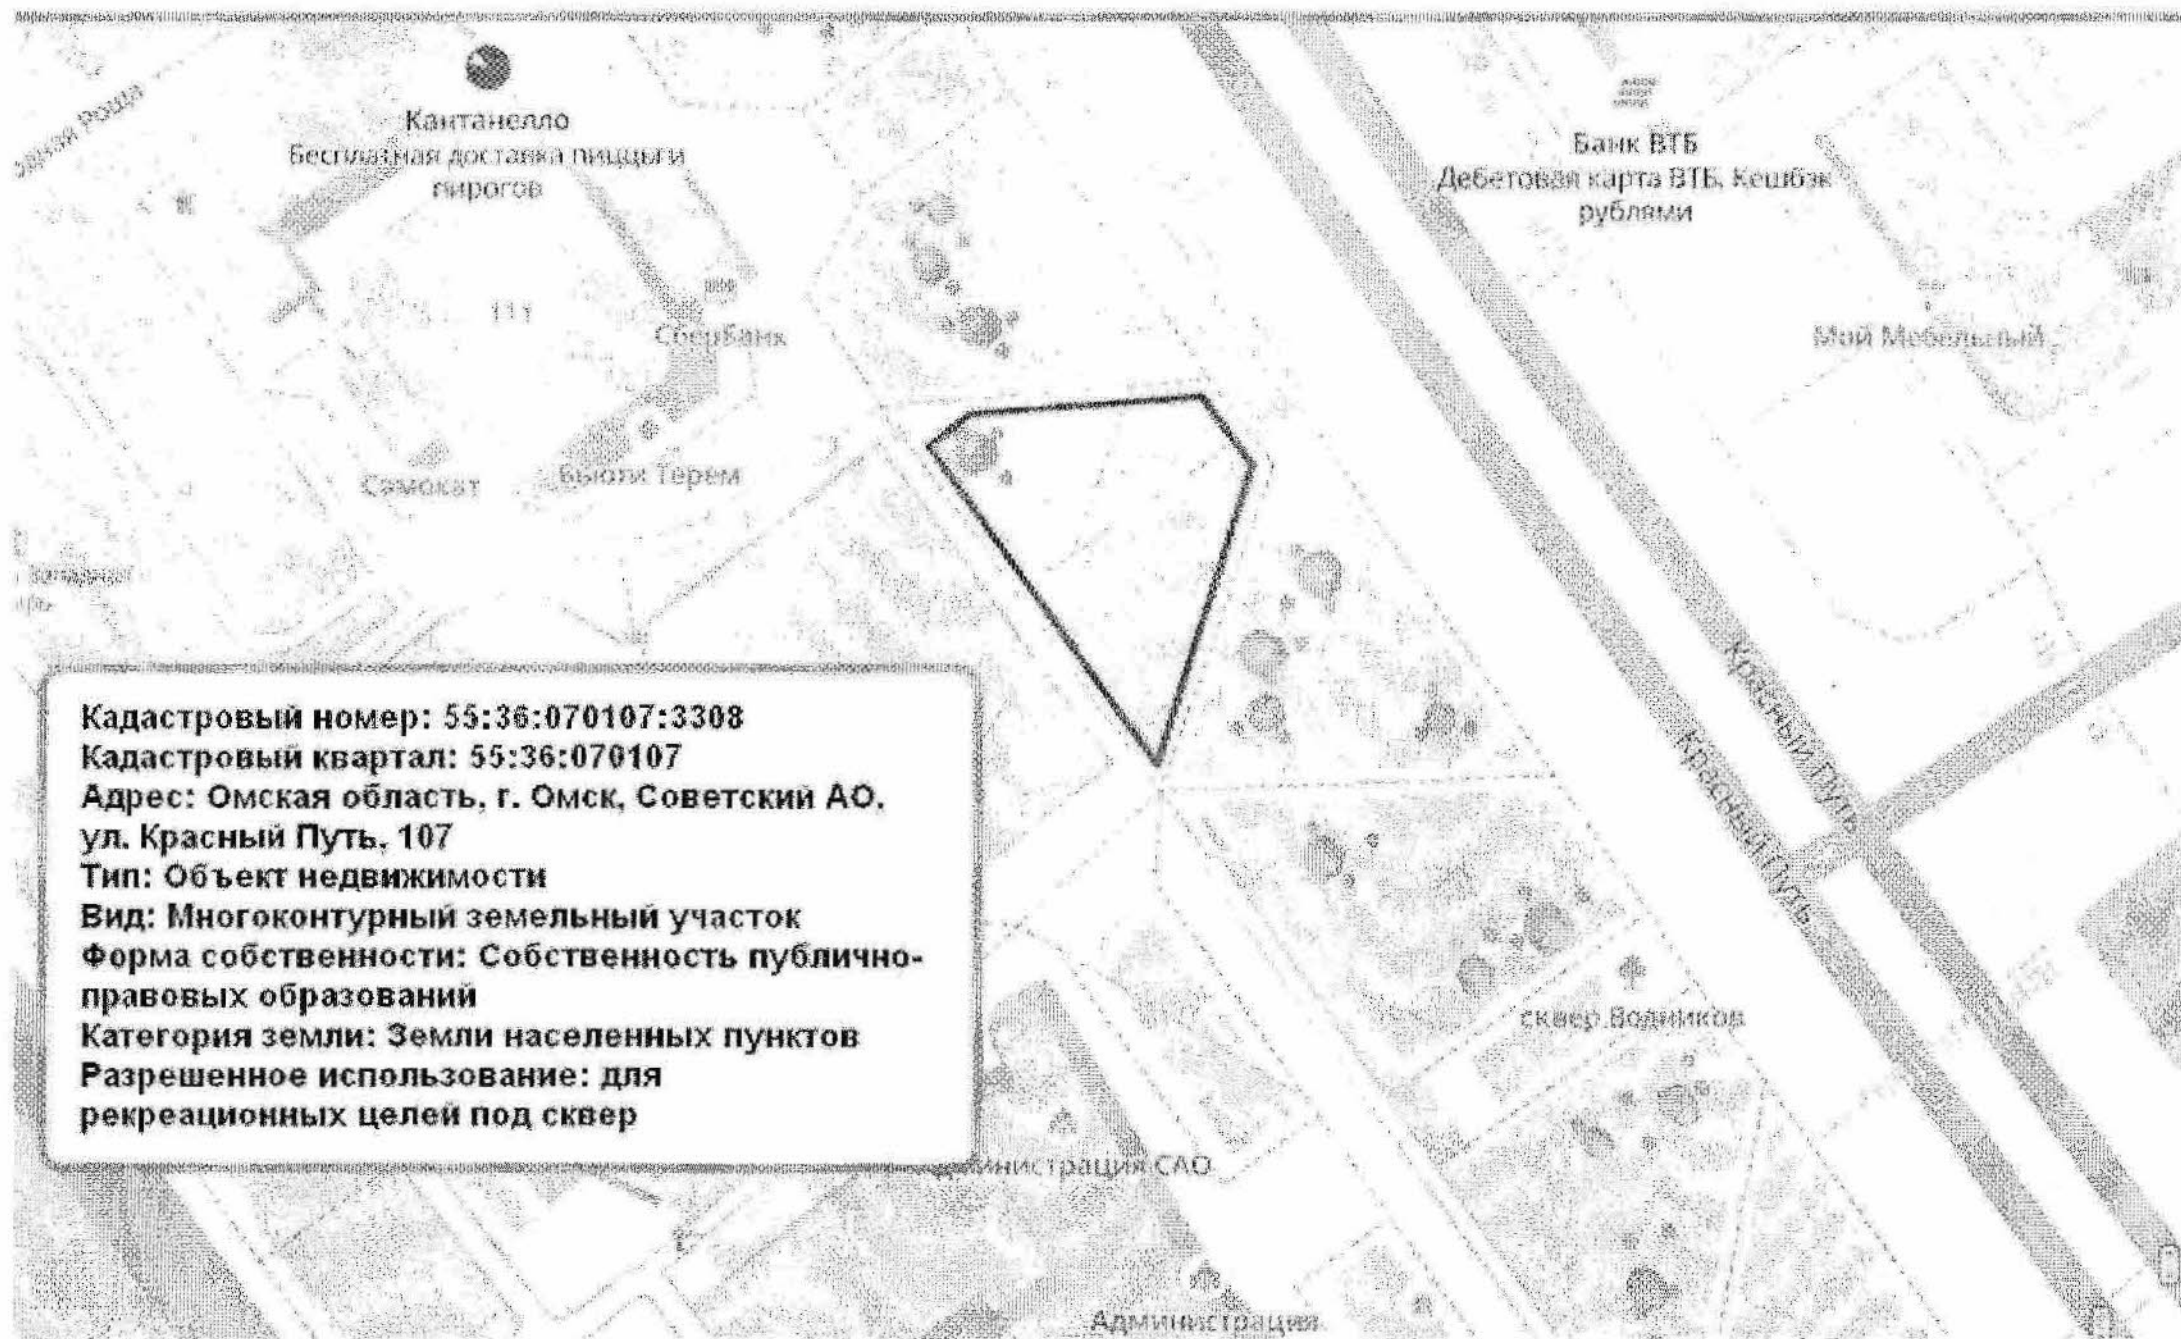 Кантанелло
Бесплатная доставка пиццы и
пирогов
Банк ВТБ
Дебетовая карта ВТБ. Кешбэк
рублями
111
СберБанк
Мой Мебельный
Самокат
Бьюти Терем
Красный Путь
Красный Путь
Кадастровый номер: 55:36:070107:3308
Кадастровый квартал: 55:36:070107
Адрес: Омская область, г. Омск, Советский АО,
ул. Красный Путь, 107
Тип: Объект недвижимости
Вид: Многоконтурный земельный участок
Форма собственности: Собственность публично-
правовых образований
Категория земли: Земли населенных пунктов
Разрешенное использование: для
рекреационных целей под сквер
сквер Водников
министрация САО
Администрация